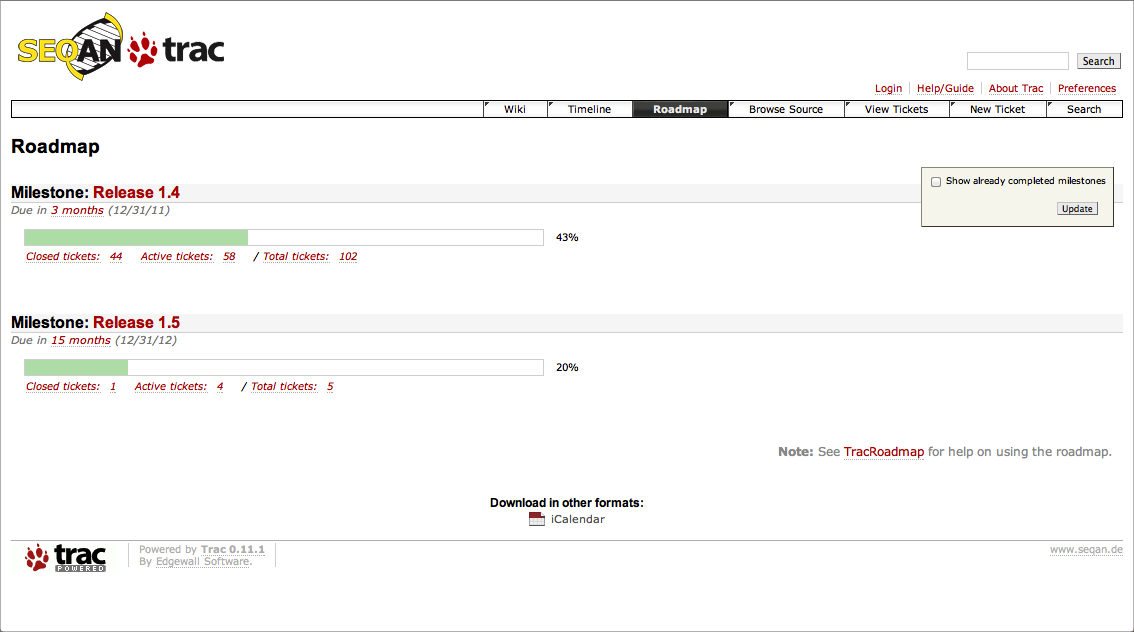 SEQAN trac
Search
Login Help/Guide About Trac Preferences
Wiki Timeline Roadmap Browse Source View Tickets New Ticket Search
Roadmap
Show already completed milestones
Update
Milestone: Release 1.4
Due in 3 months (12/31/11)
43%
Closed tickets: 44 Active tickets: 58 / Total tickets: 102
Milestone: Release 1.5
Due in 15 months (12/31/12)
20%
Closed tickets: 1 Active tickets: 4 / Total tickets: 5
Note: See TracRoadmap for help on using the roadmap.
Download in other formats:
iCalendar
trac
POWERED
Powered by Trac 0.11.1
By Edgewall Software.
www.seqan.de